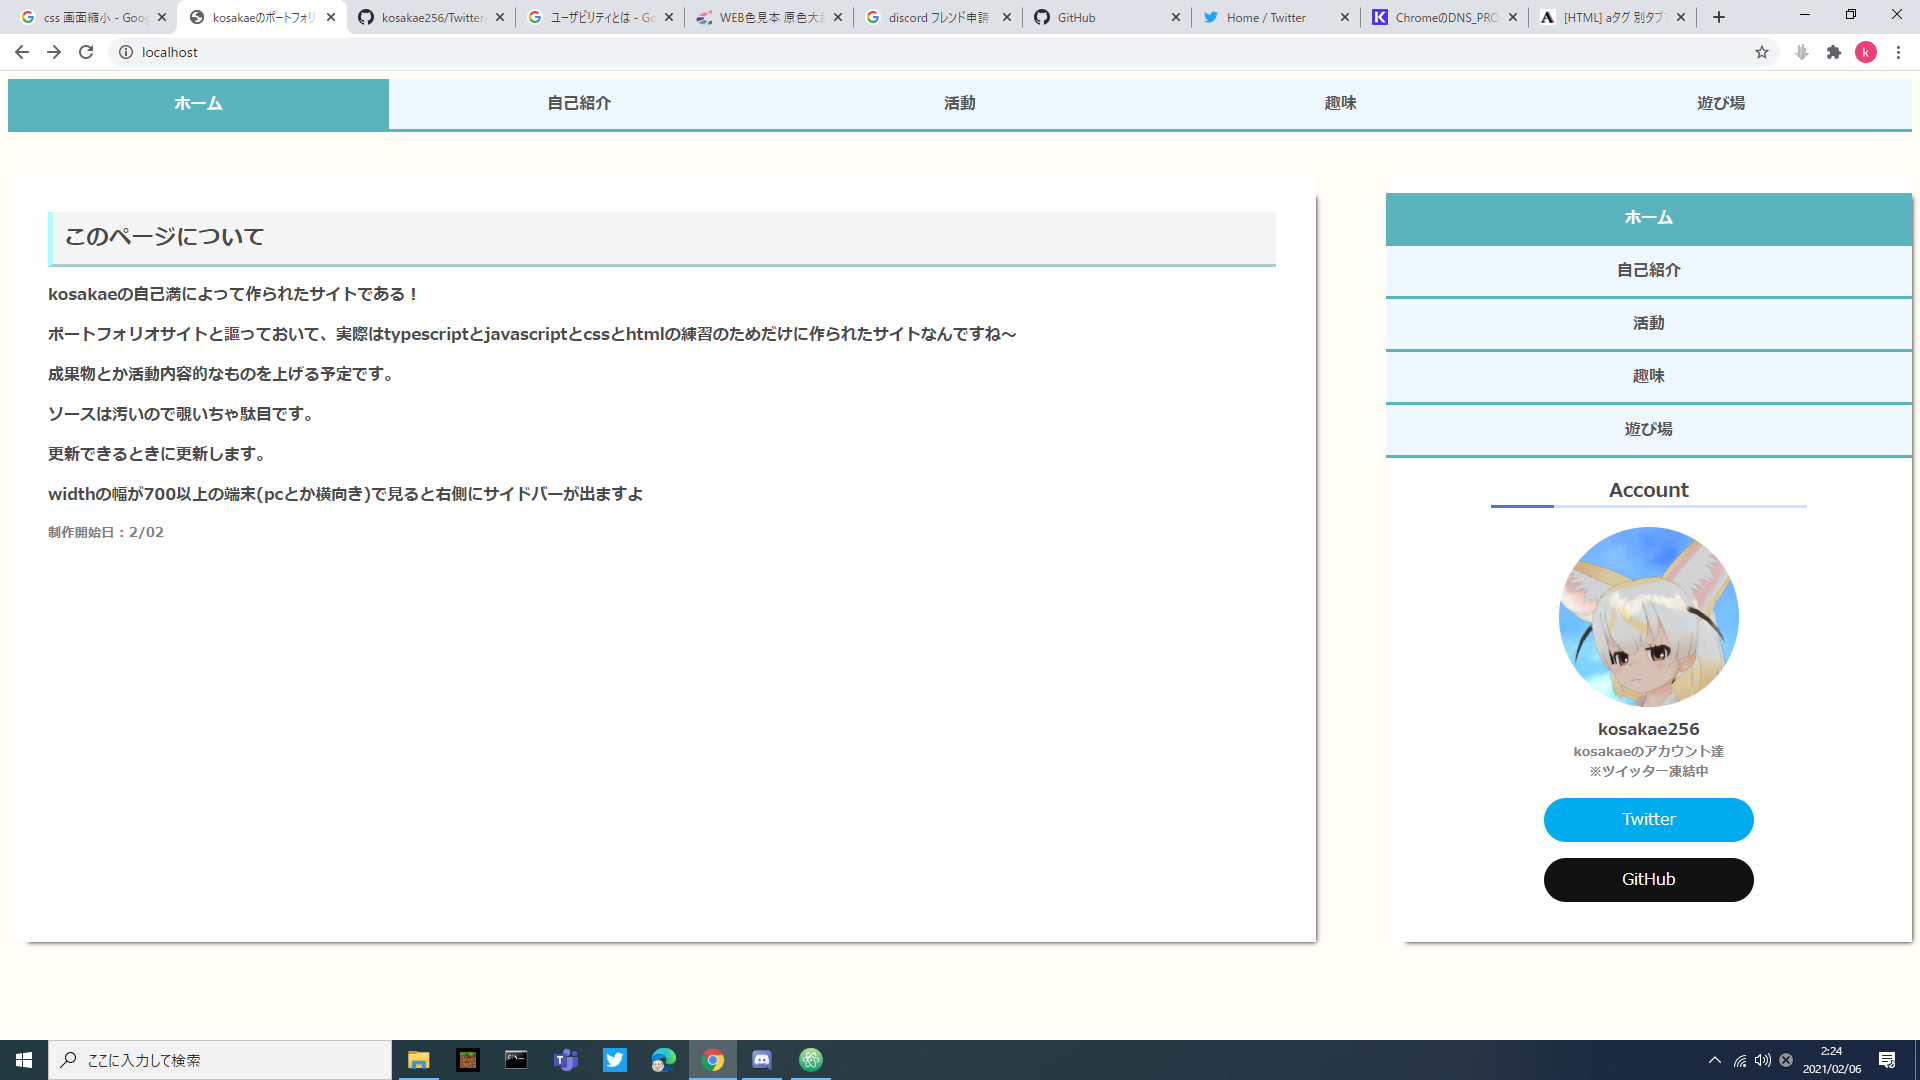 css 画面縮小 - Goo
kosakaeのポートフォリ
kosakae256/Twitter
ユーザビリティとは - Go
WEB色見本 原色大
discord フレンド申請
GitHub
Home / Twitter
ChromeのDNS_PRO
[HTML] aタグ 別タブ
localhost
k
ホーム
自己紹介
活動
趣味
遊び場
このページについて
kosakaeの自己満によって作られたサイトである！
ポートフォリオサイトと謳っておいて、実際はtypescriptとjavascriptとcssとhtmlの練習のためだけに作られたサイトなんですね～
成果物とか活動内容的なものを上げる予定です。
ソースは汚いので覗いちゃ駄目です。
更新できるときに更新します。
widthの幅が700以上の端末(pcとか横向き)で見ると右側にサイドバーが出ますよ
制作開始日：2/02
ホーム
自己紹介
活動
趣味
遊び場
Account
kosakae256
kosakaeのアカウント達
※ツイッター凍結中
Twitter
GitHub
ここに入力して検索
2:24
2021/02/06